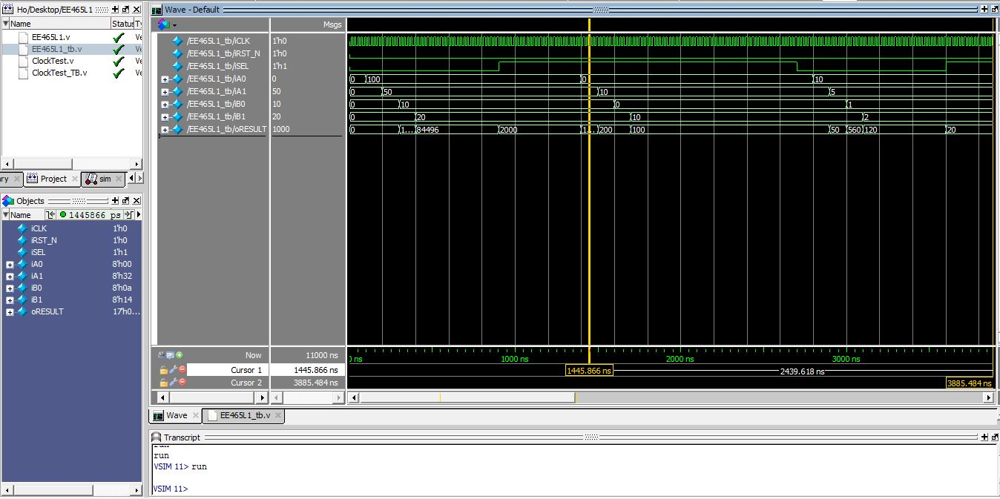 Ho/Desktop/EE465L1
Name Status Ty
EE465L1.v Ve
EE465L1_tb.v Ve
ClockTest.v Ve
ClockTest_TB.v Ve
ry Project sim
Objects
Name 1445866 ps
iCLK 1'h0
iRST_N 1'h0
iSEL 1'h1
iA0 8'h00
iA1 8'h32
iB0 8'h0a
iB1 8'h14
oRESULT 17'h0...
Wave - Default
Msgs
/EE465L1_tb/iCLK 1'h0
/EE465L1_tb/iRST_N 1'h0
/EE465L1_tb/iSEL 1'h1
/EE465L1_tb/iA0 0 0 100 0 10
/EE465L1_tb/iA1 50 0 50 10 5
/EE465L1_tb/iB0 10 0 10 0 1
/EE465L1_tb/iB1 20 0 20 10 2
/EE465L1_tb/oRESULT 1000 0 1... 84496 2000 1... 200 100 50 560 120 20
Now 11000 ns ns 1000 ns 2000 ns 3000 ns
Cursor 1 1445.866 ns 1445.866 ns 2439.618 ns
Cursor 2 3885.484 ns 3885.484 ns
Wave EE465L1_tb.v
Transcript
run
run
VSIM 11> run
VSIM 11>